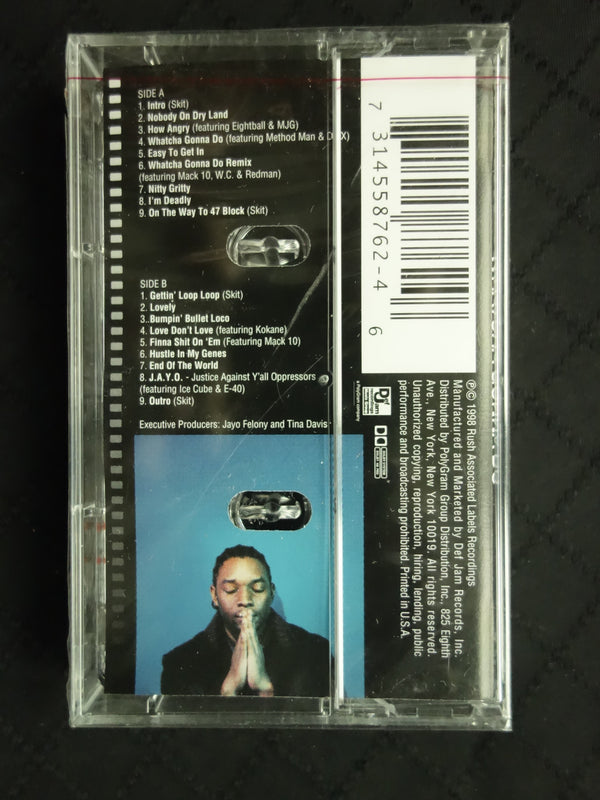 SIDE A
1. Intro (Skit)
2. Nobody On Dry Land
3. How Angry (featuring Eightball & MJG)
4. Whatcha Gonna Do (featuring Method Man & DMX)
5. Easy To Get In
6. Whatcha Gonna Do Remix
(featuring Mack 10, W.C. & Redman)
7. Nitty Gritty
8. I'm Deadly
9. On The Way To 47 Block (Skit)
SIDE B
1. Gettin' Loop Loop (Skit)
2. Lovely
3..Bumpin' Bullet Loco
4. Love Don't Love (featuring Kokane)
5. Finna Shit On 'Em (featuring Mack 10)
6. Hustle In My Genes
7. End Of The World
8. J.A.Y.O. - Justice Against Y'all Oppressors
(featuring Ice Cube & E-40)
9. Outro (Skit)
Executive Producers: Jayo Felony and Tina Davis
7 314558762-4 6
a PolyGram company
Def Jam
℗© 1998 Rush Associated Labels Recordings
Manufactured and Marketed by Def Jam Records, Inc.
Distributed by PolyGram Group Distribution, Inc., 825 Eighth
Ave., New York, New York 10019. All rights reserved.
Unauthorized copying, reproduction, hiring, lending, public
performance and broadcasting prohibited. Printed in U.S.A.